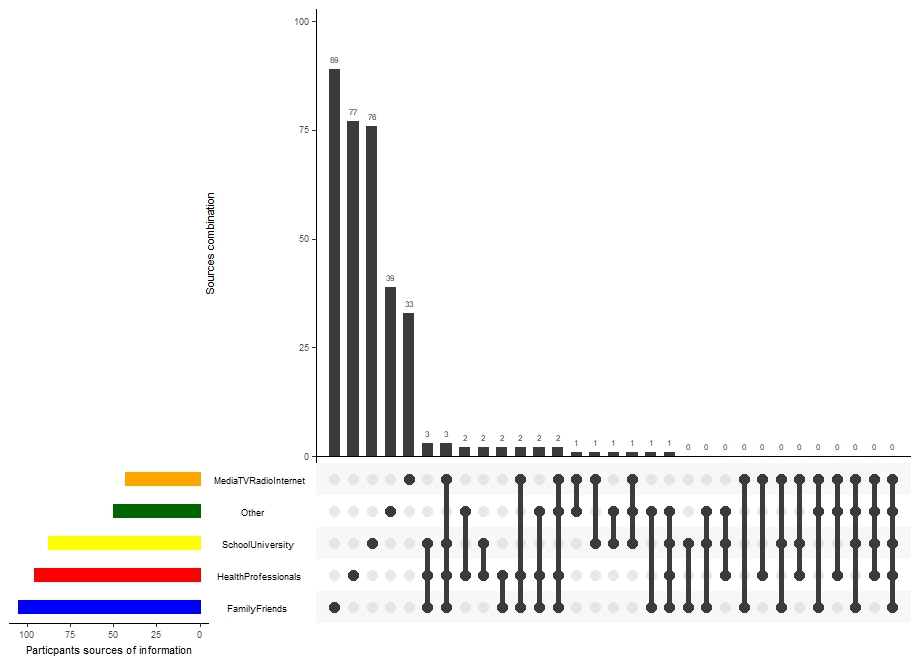 100
89
77
76
75
Sources combination
50
39
33
25
3 3 2 2 2 2 2 2 1 1 1 1 1 1 0 0 0 0 0 0 0 0 0 0 0 0
0
MediaTVRadioInternet
Other
SchoolUniversity
HealthProfessionals
FamilyFriends
100 75 50 25 0
Particpants sources of information